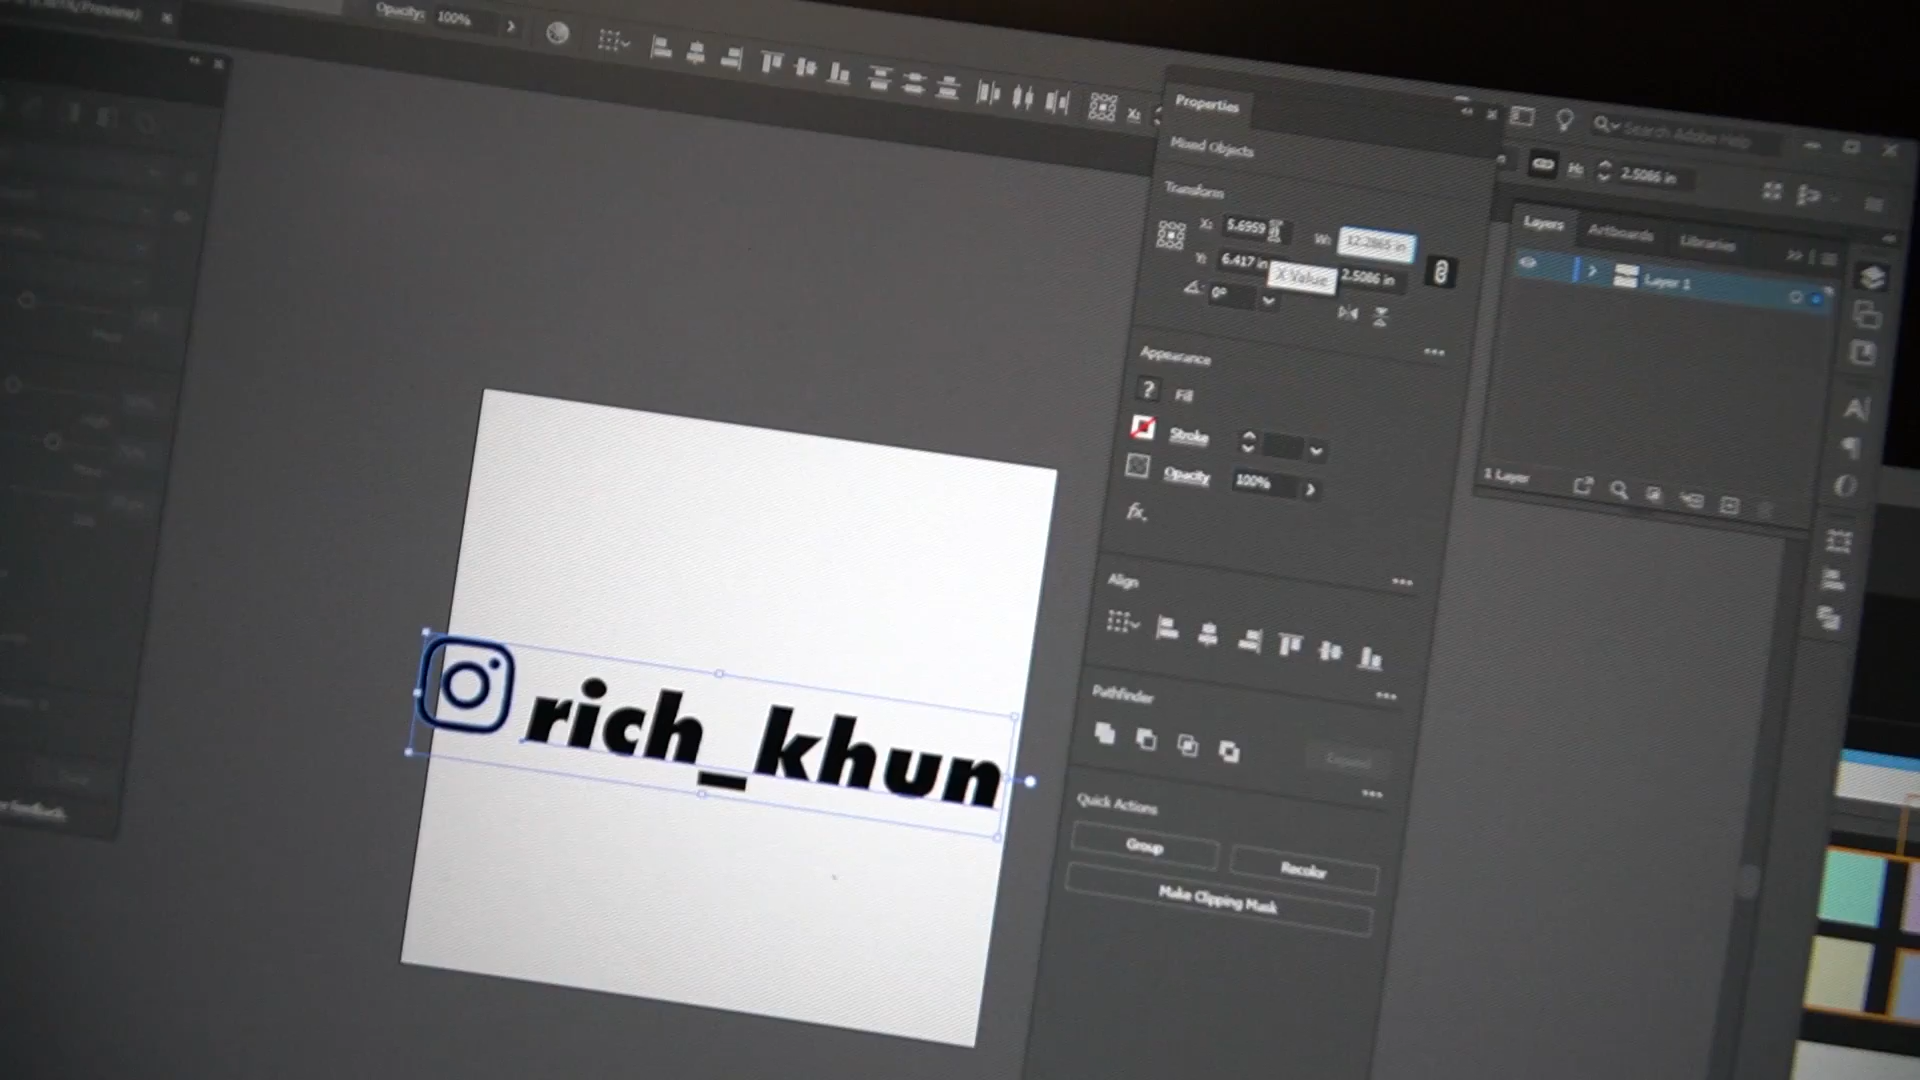 Opacity: 100%
Search Adobe Help
Properties
Mixed Objects
Transform
X: 5.6959 W: 12.2865 in
Y: 6.417 in 2.5086 in
X Value
0°
H: 2.5086 in
Layers Artboards Libraries
Layer 1
1 Layer
Appearance
? Fill
Stroke
Opacity 100%
fx.
Align
Pathfinder
Expand
Quick Actions
Group Recolor
Make Clipping Mask
rich_khun